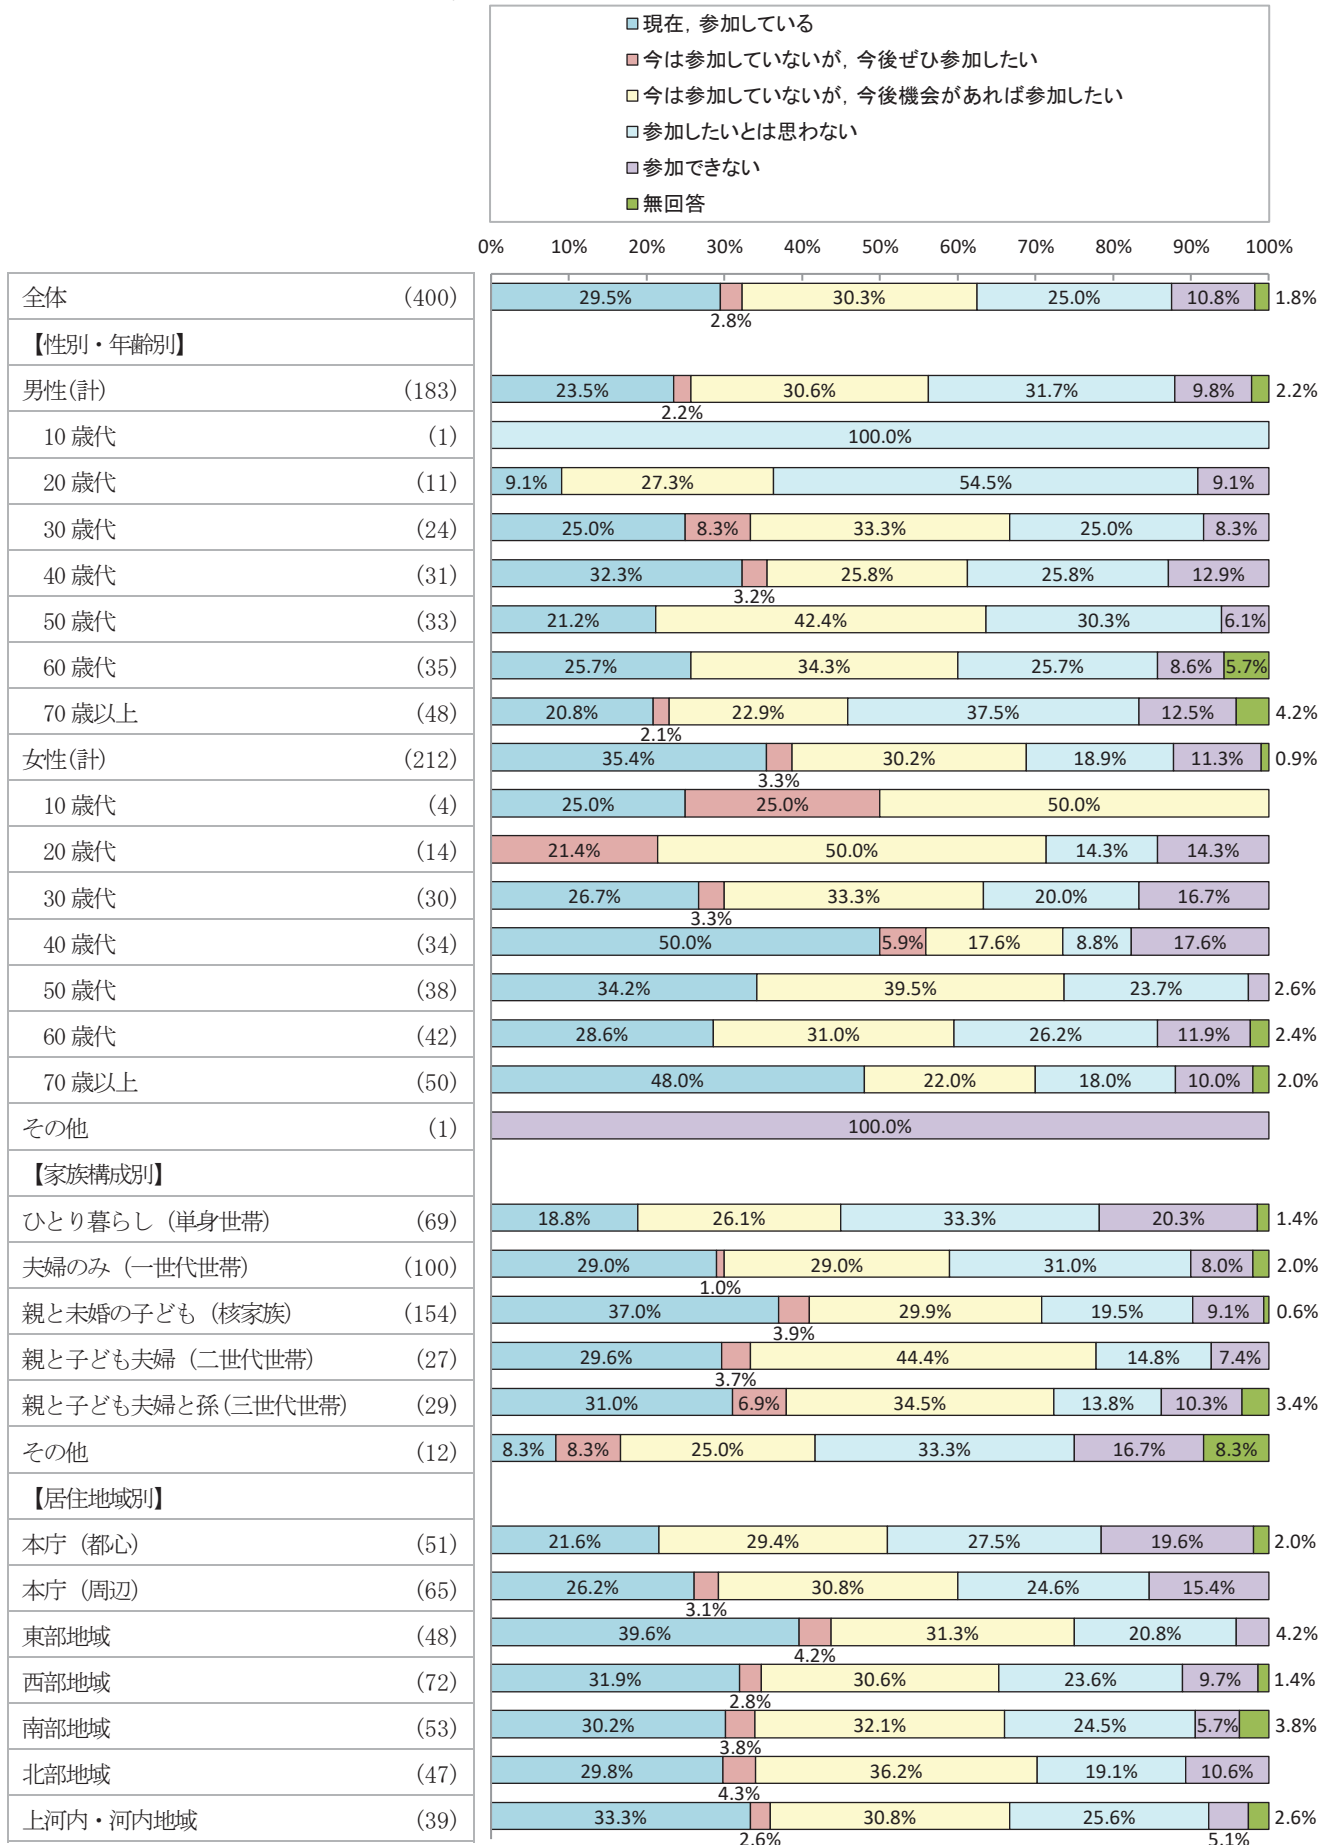 現在，参加している
今は参加していないが，今後ぜひ参加したい
今は参加していないが，今後機会があれば参加したい
参加したいとは思わない
参加できない
無回答
0% 10% 20% 30% 40% 50% 60% 70% 80% 90% 100%
全体 (400) 29.5% 30.3% 25.0% 10.8% 1.8%
2.8%
【性別・年齢別】
男性(計) (183) 23.5% 30.6% 31.7% 9.8% 2.2%
2.2%
10 歳代 (1) 100.0%
20 歳代 (11) 9.1% 27.3% 54.5% 9.1%
30 歳代 (24) 25.0% 8.3% 33.3% 25.0% 8.3%
40 歳代 (31) 32.3% 25.8% 25.8% 12.9%
3.2%
50 歳代 (33) 21.2% 42.4% 30.3% 6.1%
60 歳代 (35) 25.7% 34.3% 25.7% 8.6% 5.7%
70 歳以上 (48) 20.8% 22.9% 37.5% 12.5% 4.2%
2.1%
女性(計) (212) 35.4% 30.2% 18.9% 11.3% 0.9%
3.3%
10 歳代 (4) 25.0% 25.0% 50.0%
20 歳代 (14) 21.4% 50.0% 14.3% 14.3%
30 歳代 (30) 26.7% 33.3% 20.0% 16.7%
3.3%
40 歳代 (34) 50.0% 5.9% 17.6% 8.8% 17.6%
50 歳代 (38) 34.2% 39.5% 23.7% 2.6%
60 歳代 (42) 28.6% 31.0% 26.2% 11.9% 2.4%
70 歳以上 (50) 48.0% 22.0% 18.0% 10.0% 2.0%
その他 (1) 100.0%
【家族構成別】
ひとり暮らし（単身世帯） (69) 18.8% 26.1% 33.3% 20.3% 1.4%
夫婦のみ（一世代世帯） (100) 29.0% 29.0% 31.0% 8.0% 2.0%
1.0%
親と未婚の子ども（核家族） (154) 37.0% 29.9% 19.5% 9.1% 0.6%
3.9%
親と子ども夫婦（二世代世帯） (27) 29.6% 44.4% 14.8% 7.4%
3.7%
親と子ども夫婦と孫(三世代世帯) (29) 31.0% 6.9% 34.5% 13.8% 10.3% 3.4%
その他 (12) 8.3% 8.3% 25.0% 33.3% 16.7% 8.3%
【居住地域別】
本庁（都心） (51) 21.6% 29.4% 27.5% 19.6% 2.0%
本庁（周辺） (65) 26.2% 30.8% 24.6% 15.4%
3.1%
東部地域 (48) 39.6% 31.3% 20.8% 4.2%
4.2%
西部地域 (72) 31.9% 30.6% 23.6% 9.7% 1.4%
2.8%
南部地域 (53) 30.2% 32.1% 24.5% 5.7% 3.8%
3.8%
北部地域 (47) 29.8% 36.2% 19.1% 10.6%
4.3%
上河内・河内地域 (39) 33.3% 30.8% 25.6% 2.6%
2.6% 5.1%